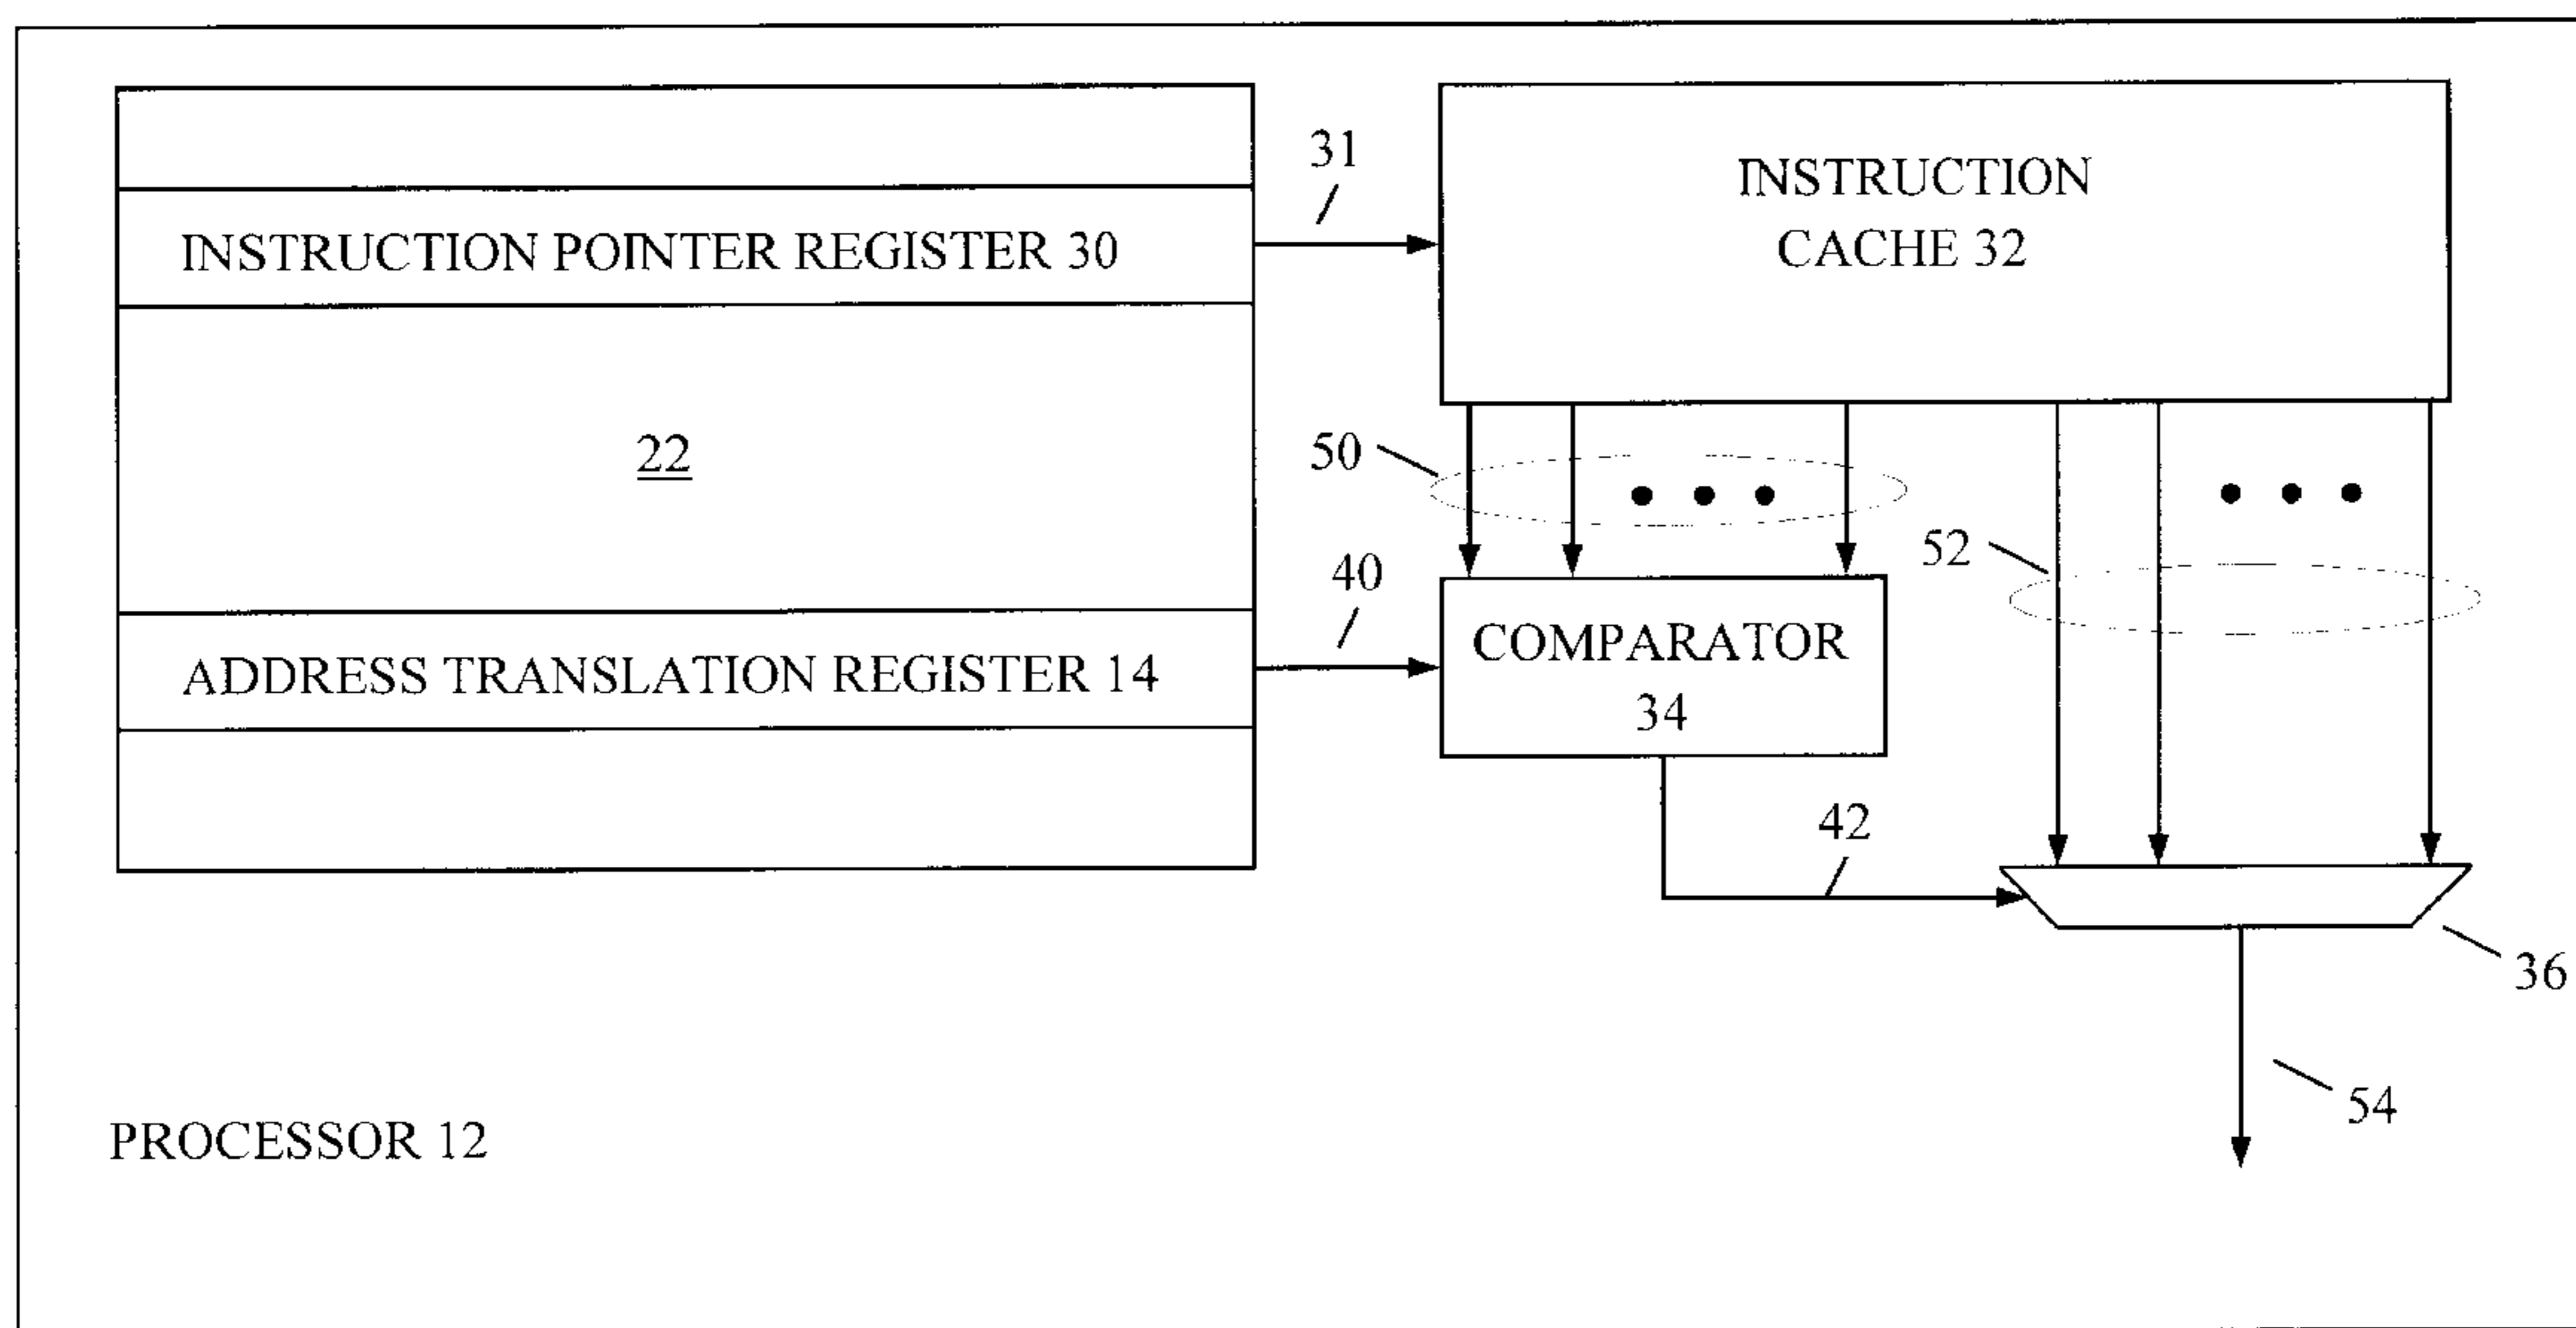 31
INSTRUCTION
CACHE 32
INSTRUCTION POINTER REGISTER 30
22
50
52
40
COMPARATOR
34
ADDRESS TRANSLATION REGISTER 14
42
36
54
PROCESSOR 12